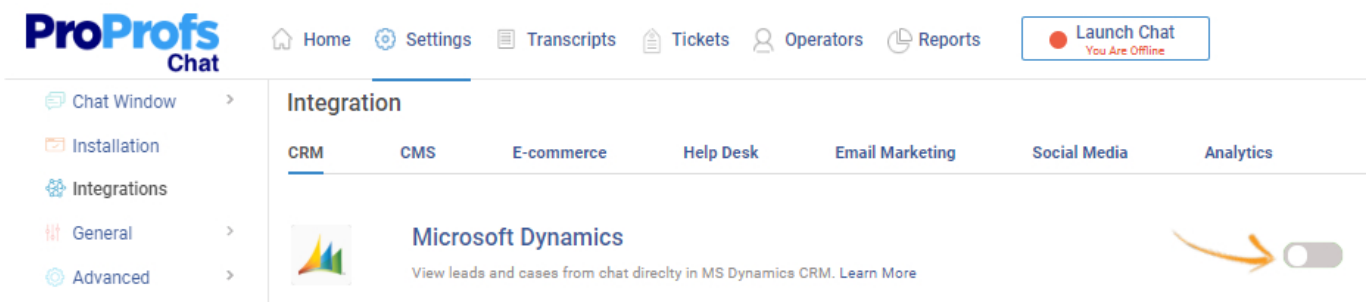 ProProfs
Chat
Home
Settings
Transcripts
Tickets
Operators
Reports
Launch Chat
You Are Offline
Chat Window
Installation
Integrations
General
Advanced
Integration
CRM
CMS
E-commerce
Help Desk
Email Marketing
Social Media
Analytics
Microsoft Dynamics
View leads and cases from chat direclty in MS Dynamics CRM. Learn More